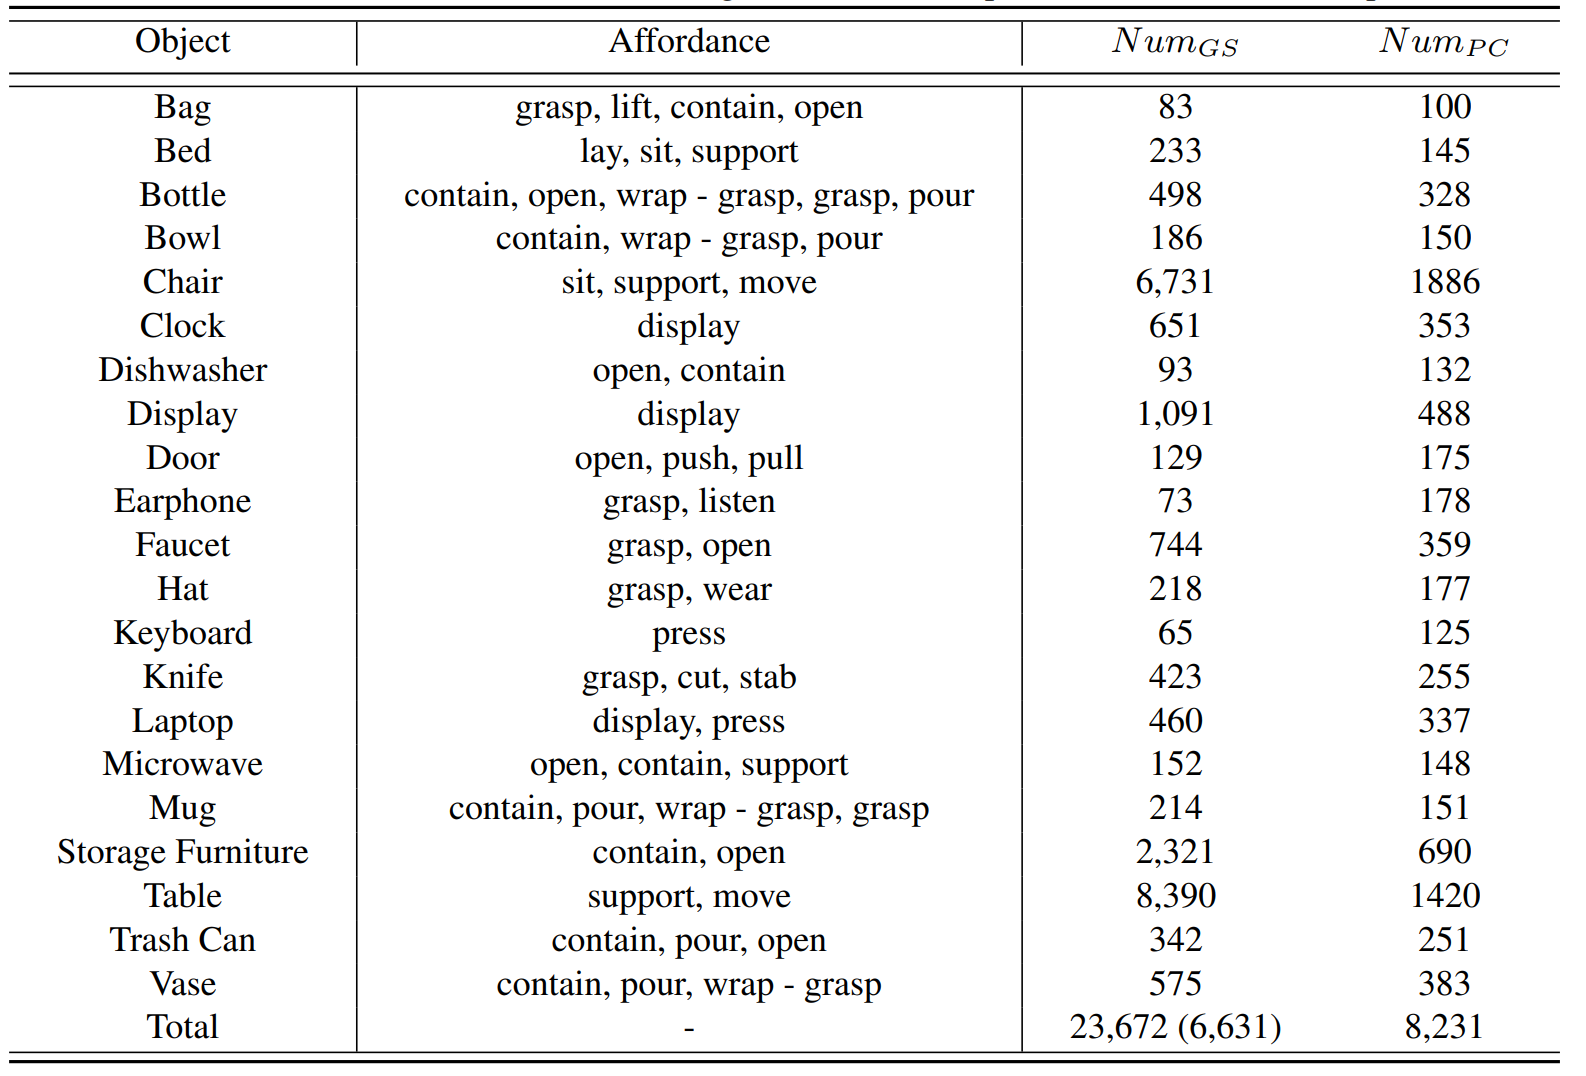 Object Affordance Num_GS Num_PC
Bag grasp, lift, contain, open 83 100
Bed lay, sit, support 233 145
Bottle contain, open, wrap - grasp, grasp, pour 498 328
Bowl contain, wrap - grasp, pour 186 150
Chair sit, support, move 6,731 1886
Clock display 651 353
Dishwasher open, contain 93 132
Display display 1,091 488
Door open, push, pull 129 175
Earphone grasp, listen 73 178
Faucet grasp, open 744 359
Hat grasp, wear 218 177
Keyboard press 65 125
Knife grasp, cut, stab 423 255
Laptop display, press 460 337
Microwave open, contain, support 152 148
Mug contain, pour, wrap - grasp, grasp 214 151
Storage Furniture contain, open 2,321 690
Table support, move 8,390 1420
Trash Can contain, pour, open 342 251
Vase contain, pour, wrap - grasp 575 383
Total - 23,672 (6,631) 8,231